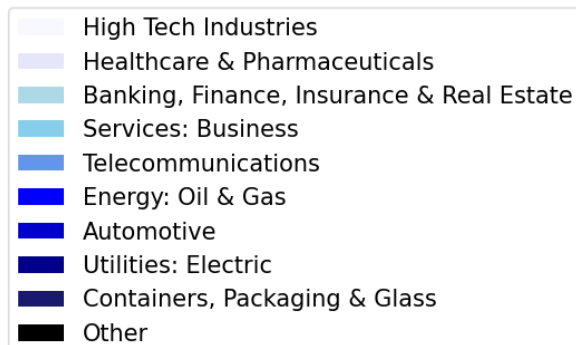 High Tech Industries
Healthcare & Pharmaceuticals
Banking, Finance, Insurance & Real Estate
Services: Business
Telecommunications
Energy: Oil & Gas
Automotive
Utilities: Electric
Containers, Packaging & Glass
Other